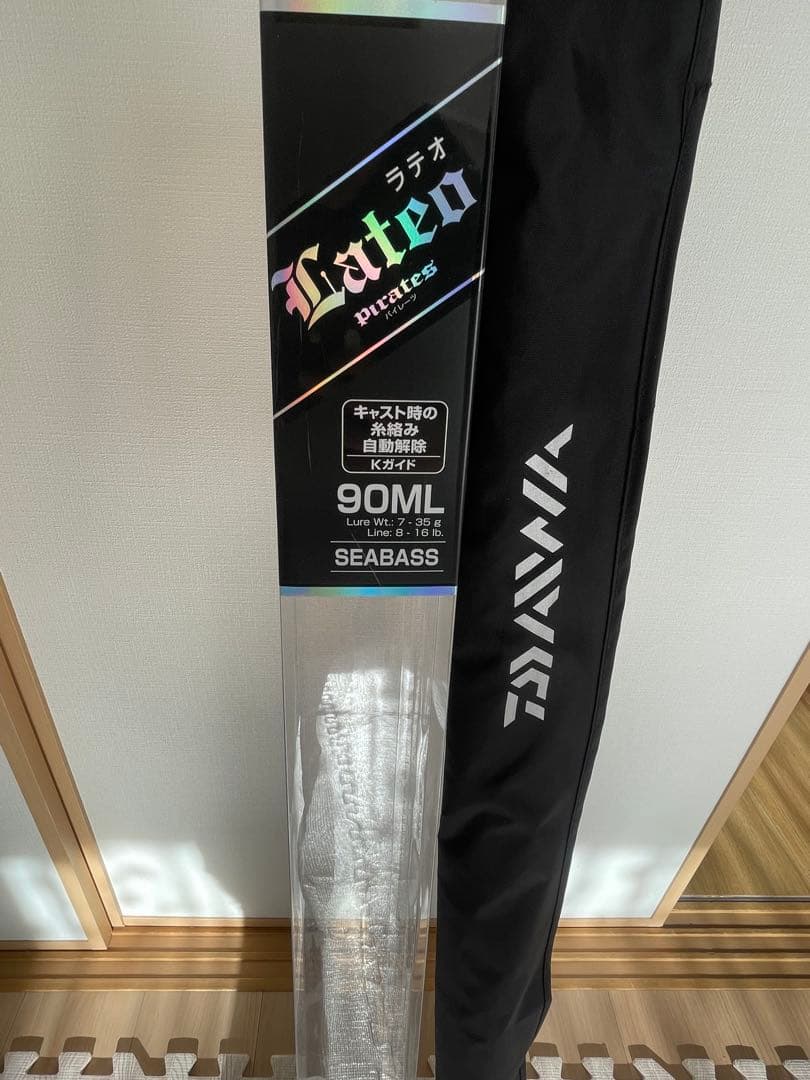 ラテオ
Lateo
pirates
パイレーツ
キャスト時の
糸絡み
自動解除
Kガイド
90ML
Lure Wt.: 7 - 35 g
Line: 8 - 16 lb.
SEABASS
DAIWA